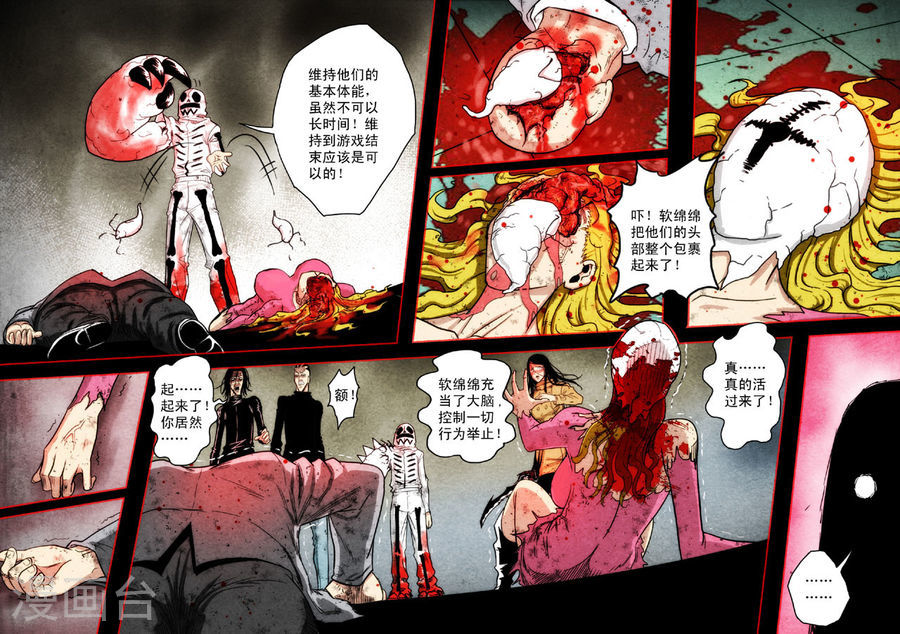 维持他们的
基本体能，
虽然不可以
长时间！维
持到游戏结
束应该是可
以的！
吓！软绵绵
把他们的头
部整个包裹
起来了！
起……
起来了！
你居然……
额！
软绵绵充
当了大脑，
控制一切
行为举止！
真……
真的活
过来了！
……
……
漫画台